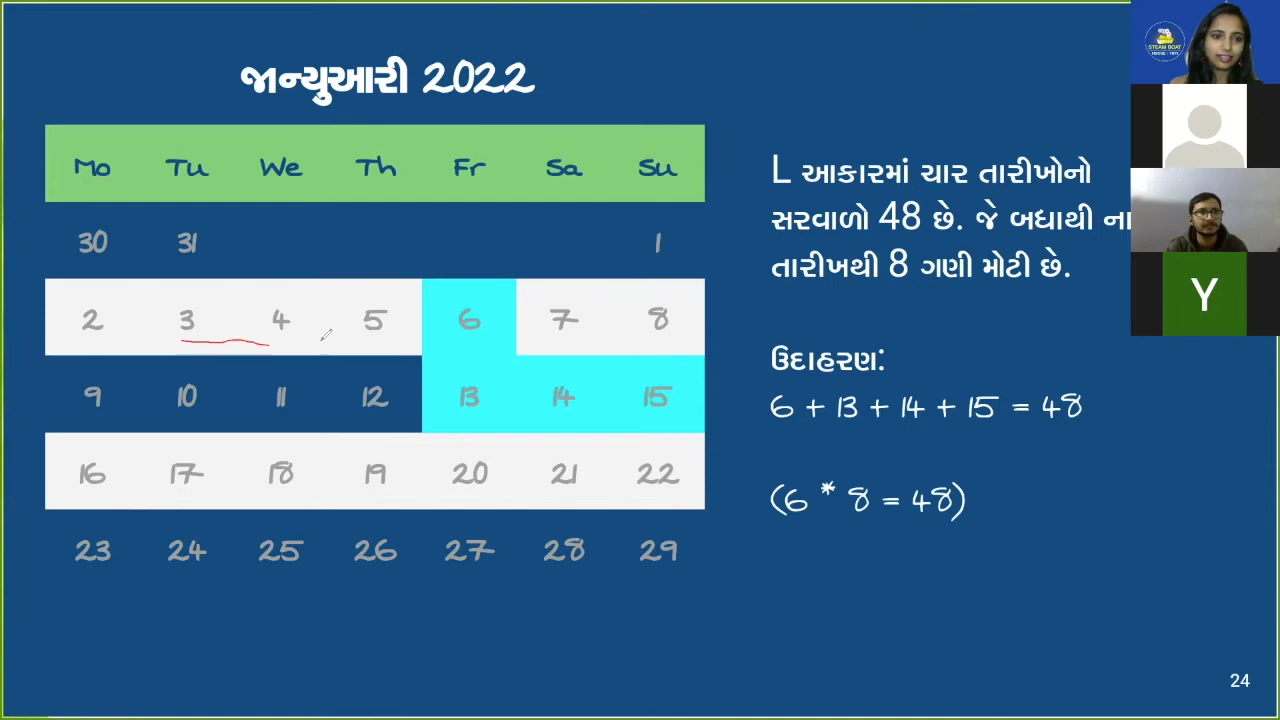 જાન્યુઆરી 2022
Mo Tu We Th Fr Sa Su
30 31 1
2 3 4 5 6 7 8
9 10 11 12 13 14 15
16 17 18 19 20 21 22
23 24 25 26 27 28 29
L આકારમાં ચાર તારીખોનો
સરવાળો 48 છે. જે બધાથી ના
તારીખથી 8 ગણી મોટી છે.
ઉદાહરણ:
6 + 13 + 14 + 15 = 48
(6 * 8 = 48)
STEAM BOAT
Y
24